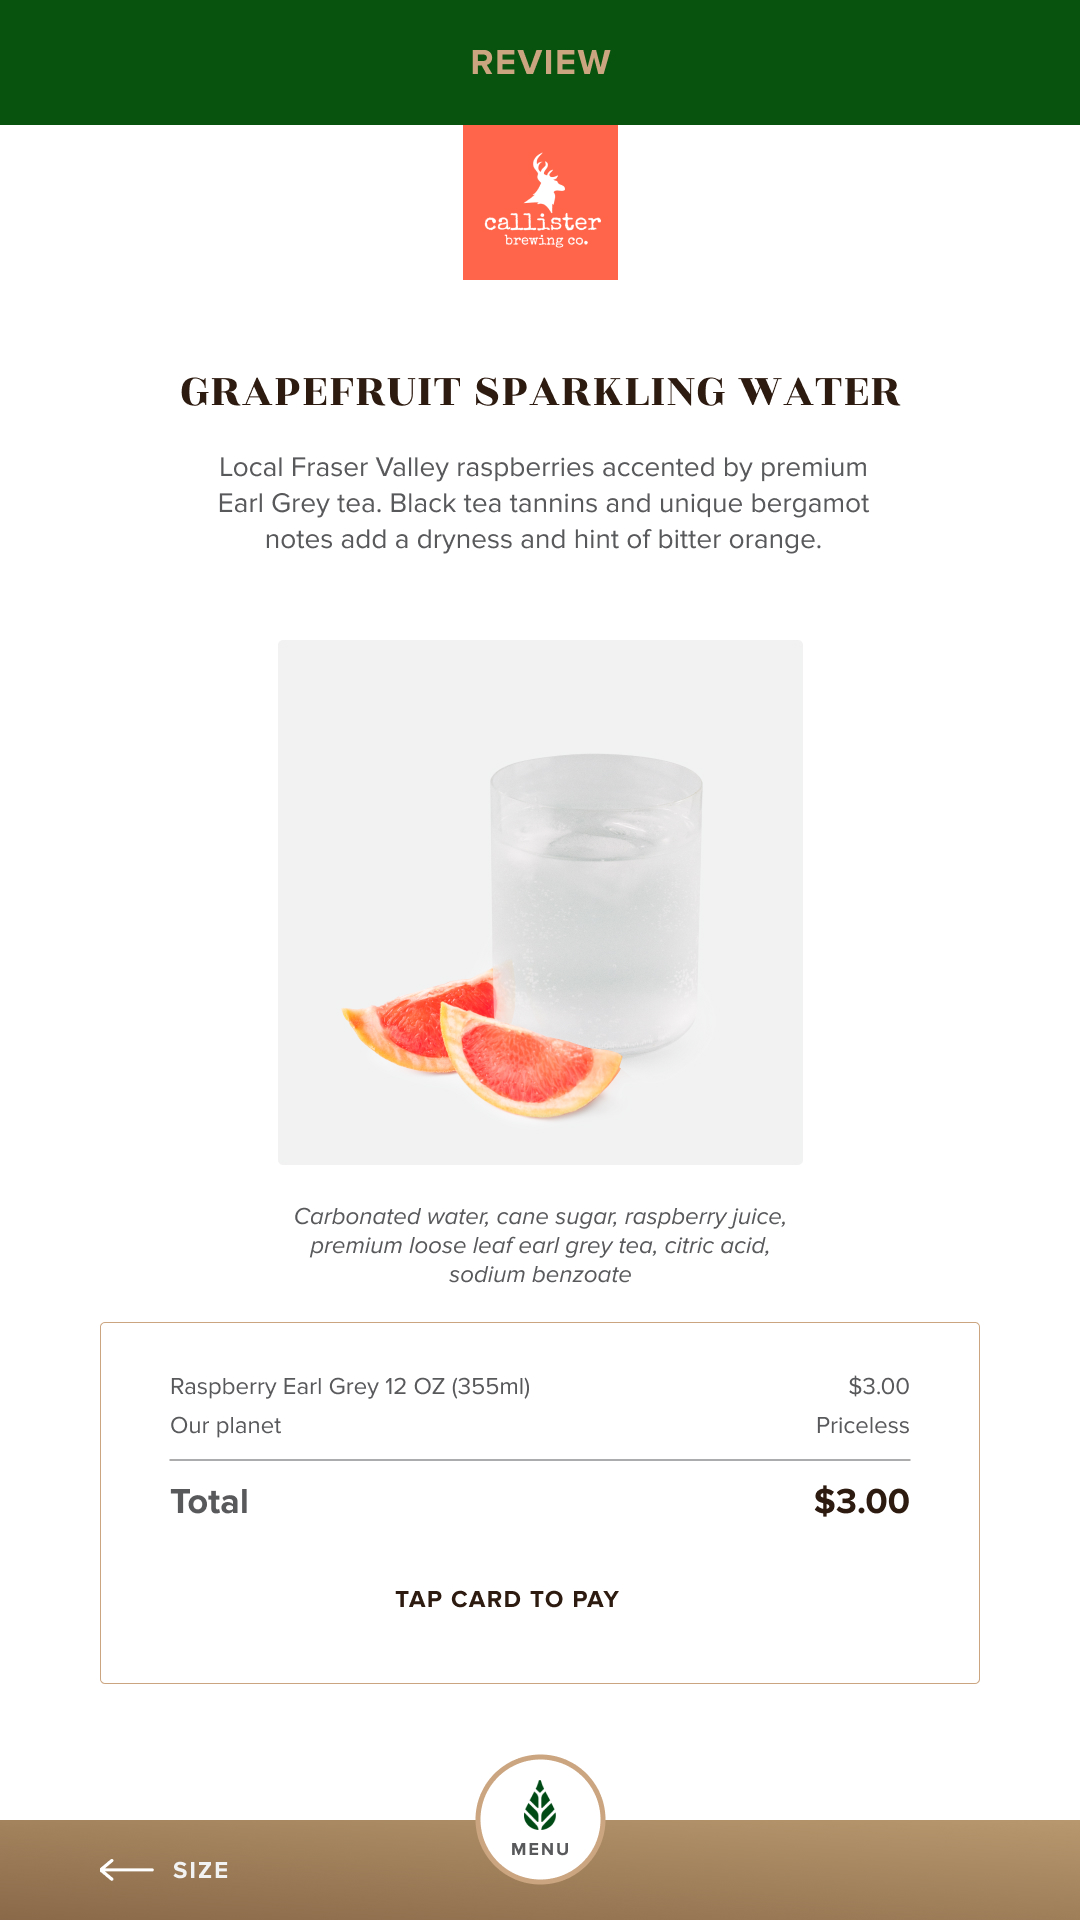 REVIEW
callister
brewing co.
GRAPEFRUIT SPARKLING WATER
Local Fraser Valley raspberries accented by premium
Earl Grey tea. Black tea tannins and unique bergamot
notes add a dryness and hint of bitter orange.
Carbonated water, cane sugar, raspberry juice,
premium loose leaf earl grey tea, citric acid,
sodium benzoate
Raspberry Earl Grey 12 OZ (355ml) $3.00
Our planet Priceless
Total $3.00
TAP CARD TO PAY
MENU
SIZE